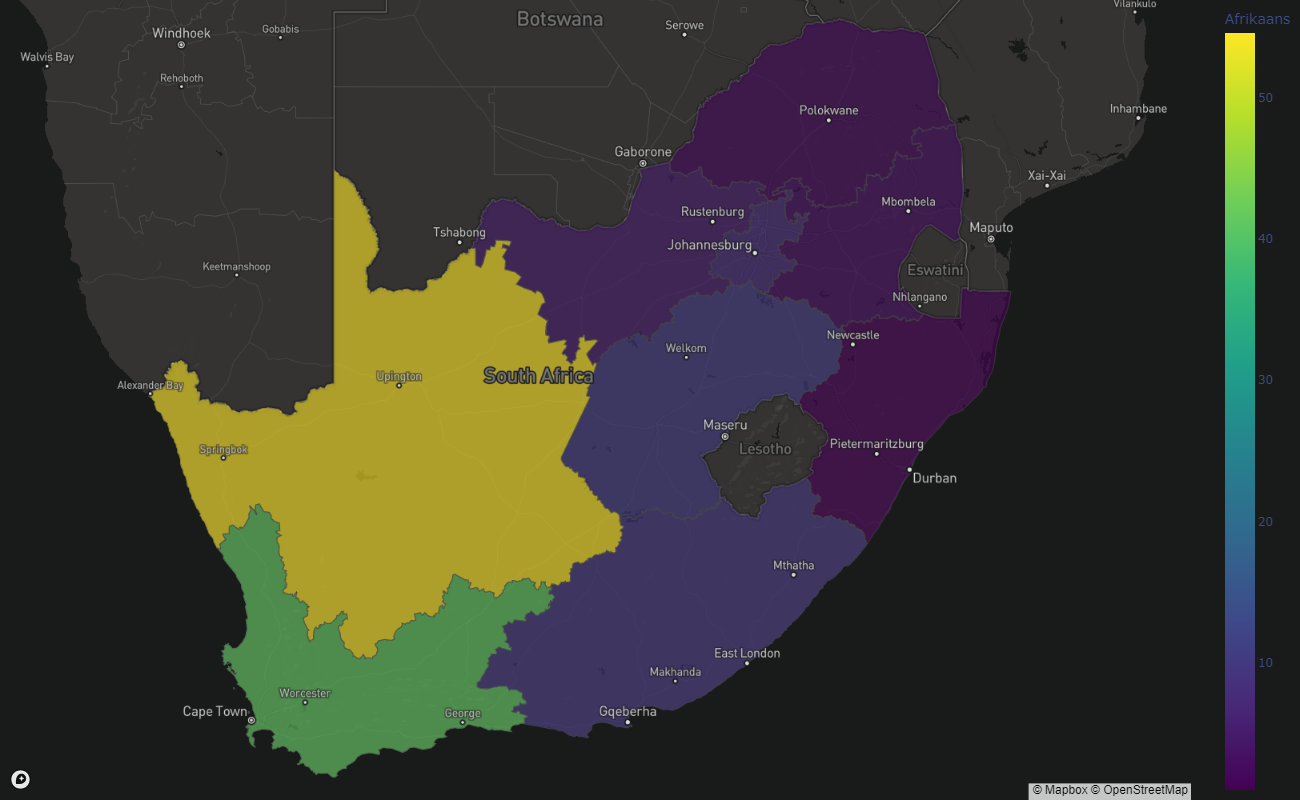 Vilankulo
Afrikaans
Botswana
Serowe
Windhoek
Gobabis
Walvis Bay
Rehoboth
50
Polokwane
Inhambane
Gaborone
Xai-Xai
Mbombela
Rustenburg
Maputo
Tshabong
40
Johannesburg
Keetmanshoop
Eswatini
Nhlangano
Newcastle
Welkom
South Africa
Upington
30
Alexander Bay
Maseru
Pietermaritzburg
Springbok
Lesotho
Durban
20
Mthatha
East London
10
Makhanda
Worcester
Cape Town
George
Gqeberha
© Mapbox © OpenStreetMap